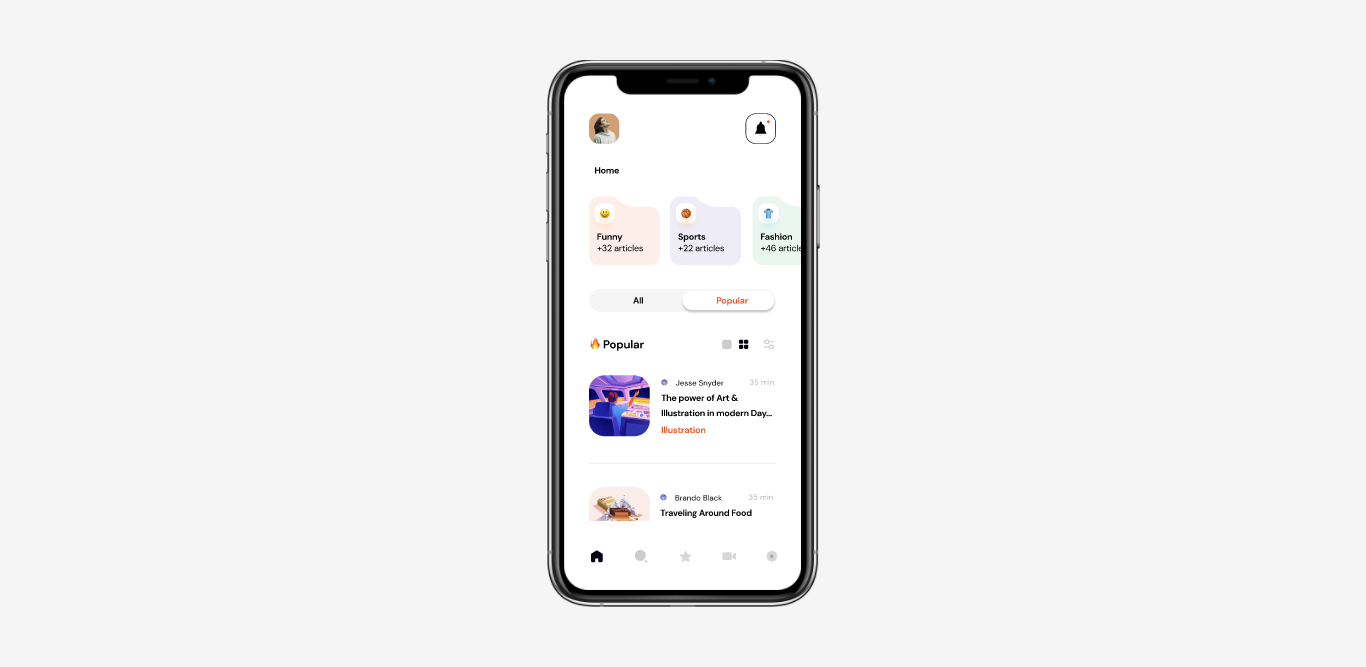 Home
Funny
+32 articles
Sports
+22 articles
Fashion
+46 article
All
Popular
Popular
Jesse Snyder
35 min
The power of Art &
Illustration in modern Day...
Illustration
Brando Black
35 min
Traveling Around Food